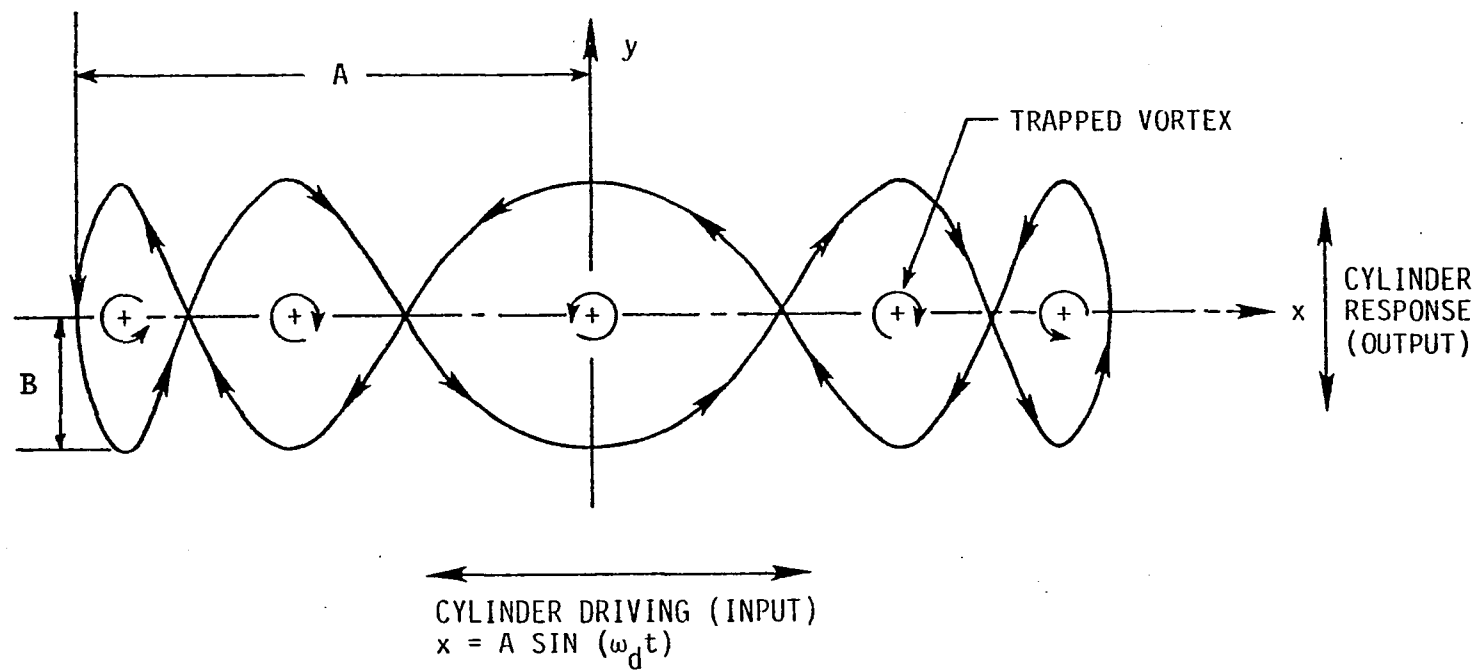 y
A
TRAPPED VORTEX
x
CYLINDER
RESPONSE
(OUTPUT)
B
CYLINDER DRIVING (INPUT)
x = A SIN (ω_d t)